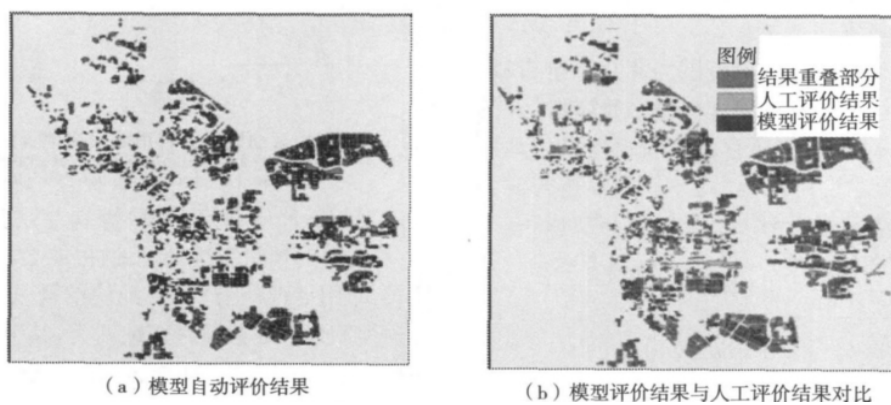 图例
结果重叠部分
人工评价结果
模型评价结果
(a)模型自动评价结果
(b)模型评价结果与人工评价结果对比